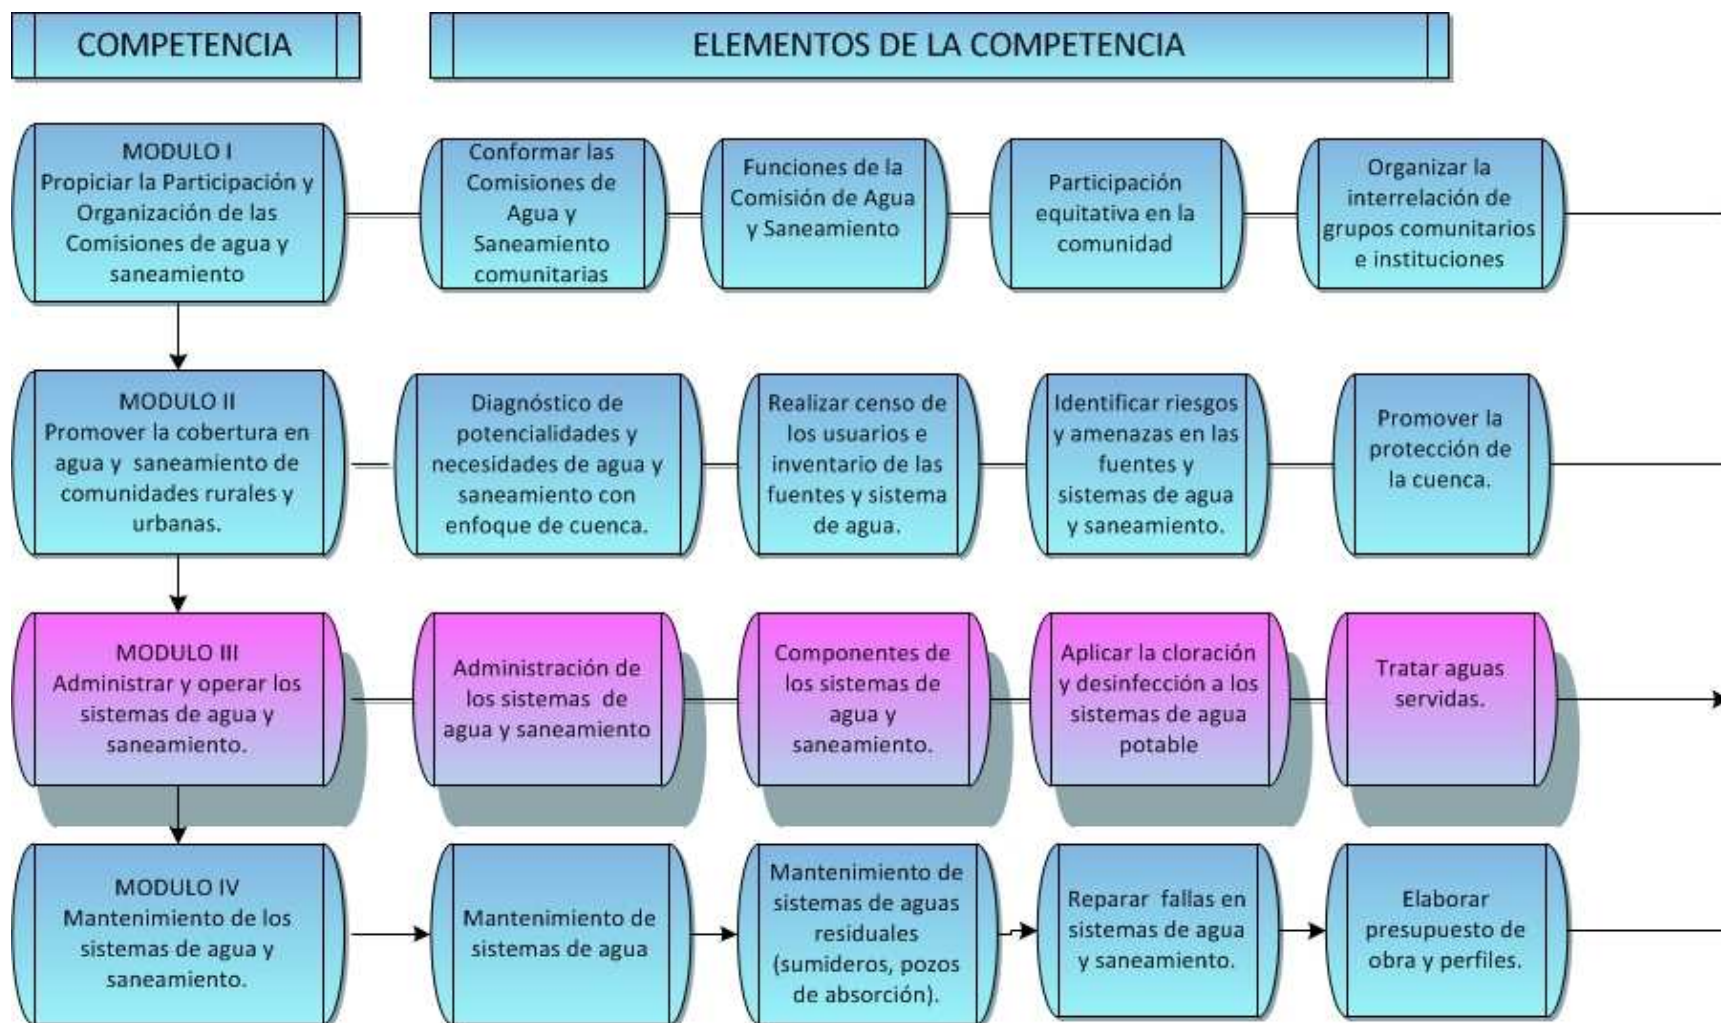 COMPETENCIA
ELEMENTOS DE LA COMPETENCIA
MODULO I
Propiciar la Participación y
Organización de las
Comisiones de agua y
saneamiento
Conformar las
Comisiones de
Agua y
Saneamiento
comunitarias
Funciones de la
Comisión de Agua
y Saneamiento
Participación
equitativa en la
comunidad
Organizar la
interrelación de
grupos comunitarios
e instituciones
MODULO II
Promover la cobertura en
agua y saneamiento de
comunidades rurales y
urbanas.
Diagnóstico de
potencialidades y
necesidades de agua y
saneamiento con
enfoque de cuenca.
Realizar censo de
los usuarios e
inventario de las
fuentes y sistema
de agua.
Identificar riesgos
y amenazas en las
fuentes y
sistemas de agua
y saneamiento.
Promover la
protección de
la cuenca.
MODULO III
Administrar y operar los
sistemas de agua y
saneamiento.
Administración de
los sistemas de
agua y saneamiento
Componentes de
los sistemas de
agua y
saneamiento.
Aplicar la cloración
y desinfección a los
sistemas de agua
potable
Tratar aguas
servidas.
MODULO IV
Mantenimiento de los
sistemas de agua y
saneamiento.
Mantenimiento de
sistemas de agua
Mantenimiento de
sistemas de aguas
residuales
(sumideros, pozos
de absorción).
Reparar fallas en
sistemas de agua
y saneamiento.
Elaborar
presupuesto de
obra y perfiles.